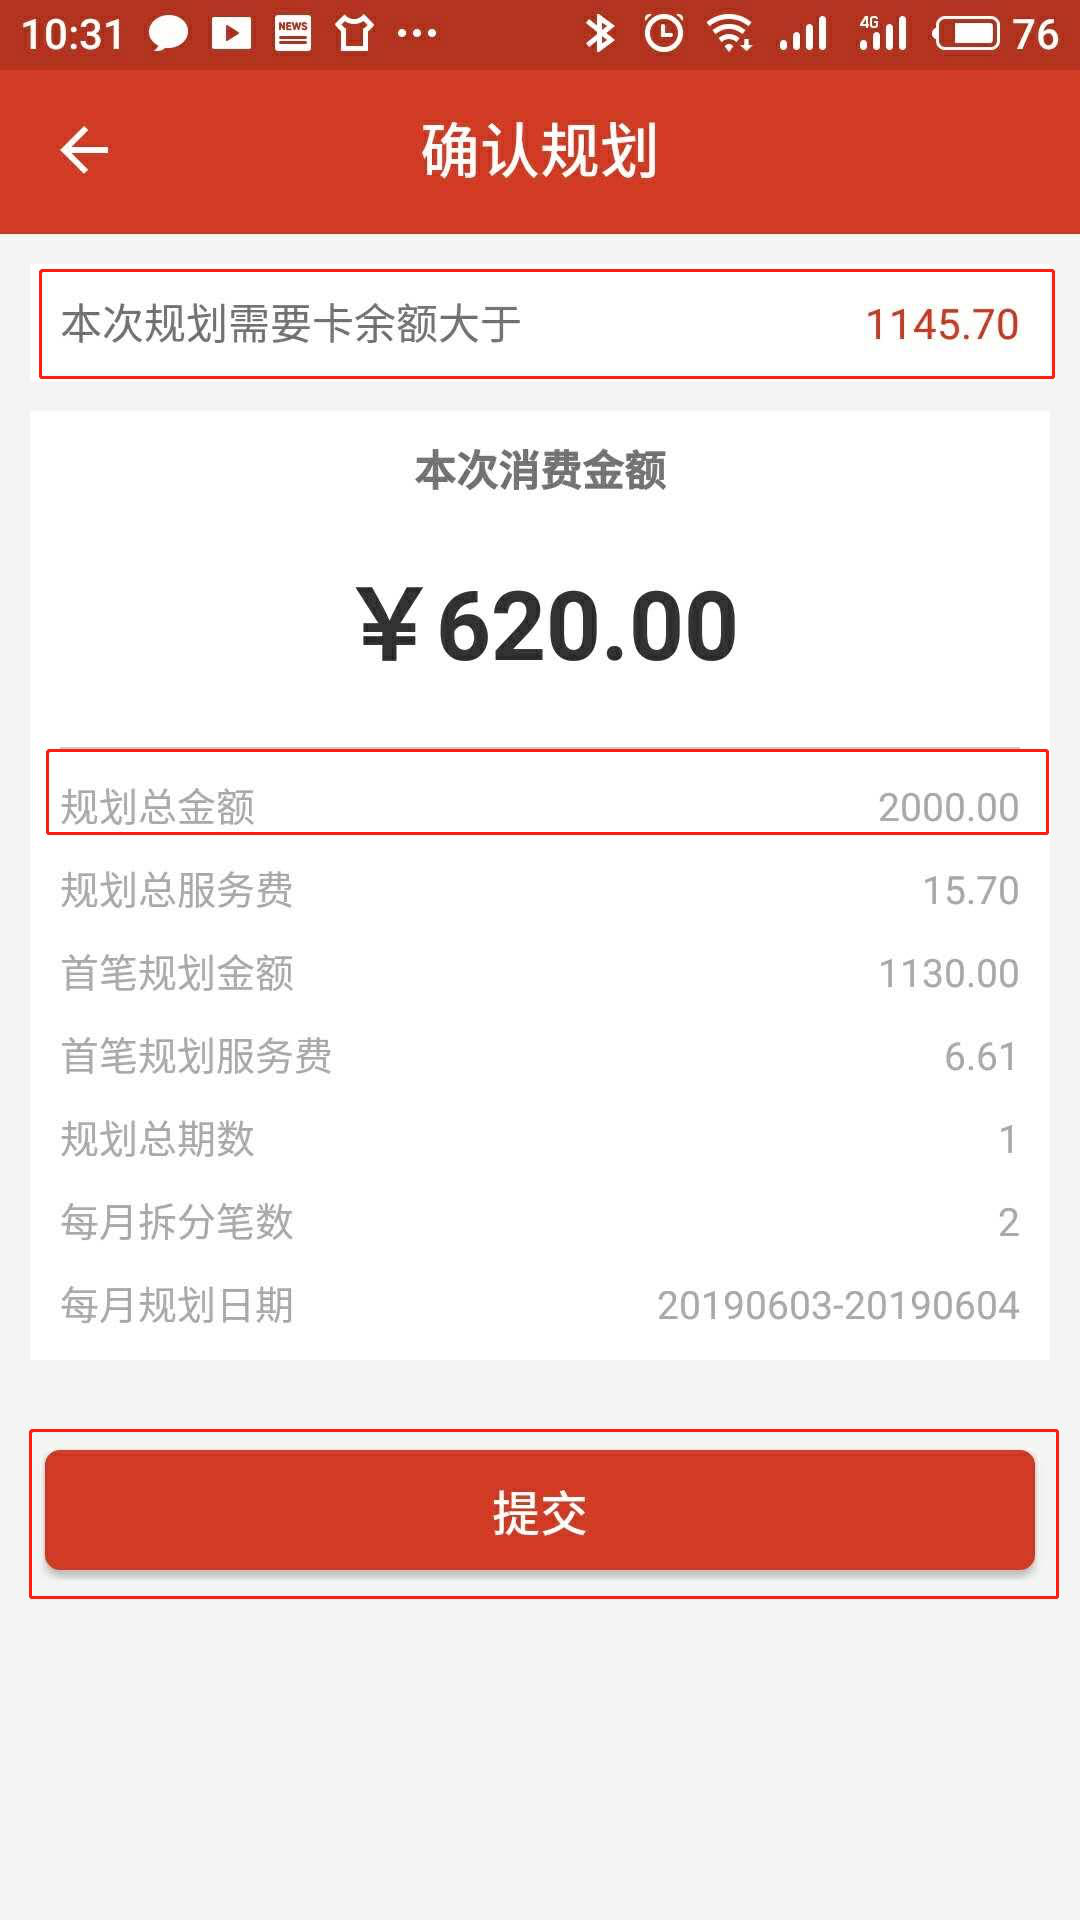 10:31 NEWS 4G 76
确认规划
本次规划需要卡余额大于 1145.70
本次消费金额
￥620.00
规划总金额 2000.00
规划总服务费 15.70
首笔规划金额 1130.00
首笔规划服务费 6.61
规划总期数 1
每月拆分笔数 2
每月规划日期 20190603-20190604
提交